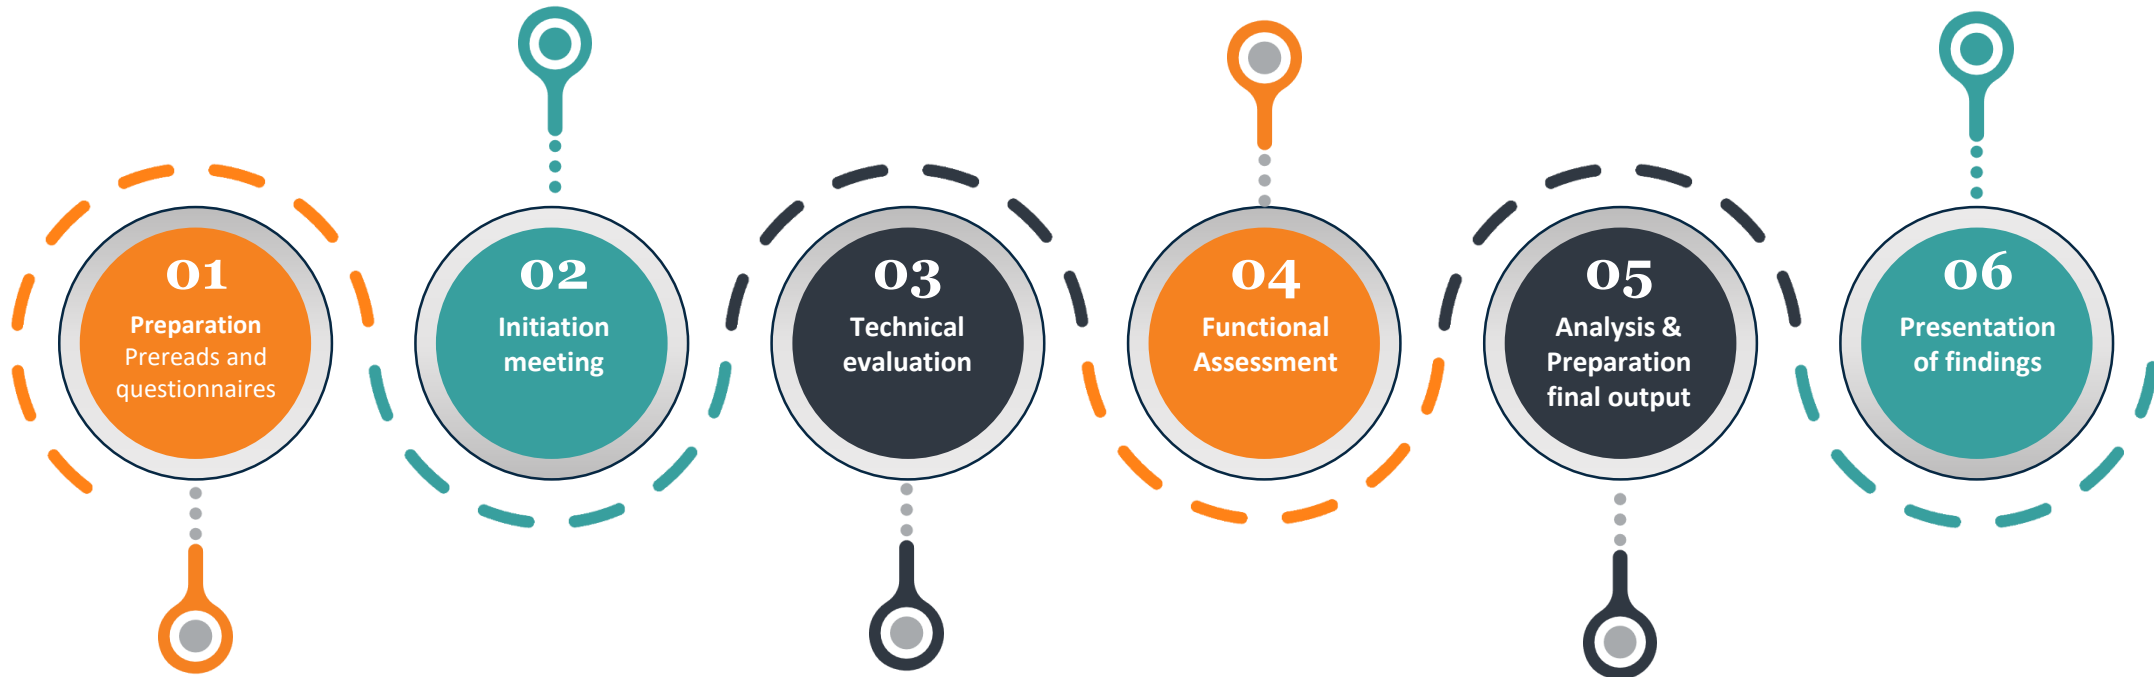 01
Preparation
Prereads and
questionnaires
02
Initiation
meeting
03
Technical
evaluation
04
Functional
Assessment
05
Analysis &
Preparation
final output
06
Presentation
of findings